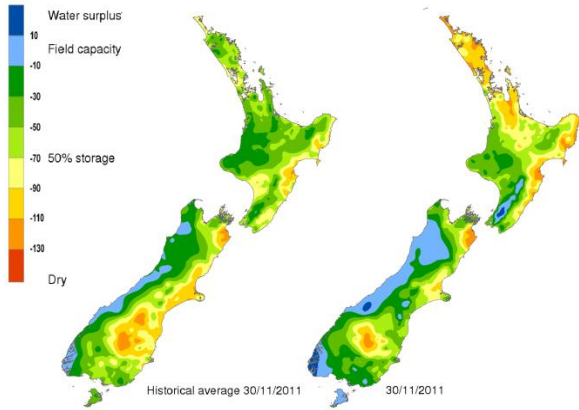 Water surplus
10
Field capacity
-10
-30
-50
50% storage
-70
-90
-110
-130
Dry
Historical average 30/11/2011
30/11/2011